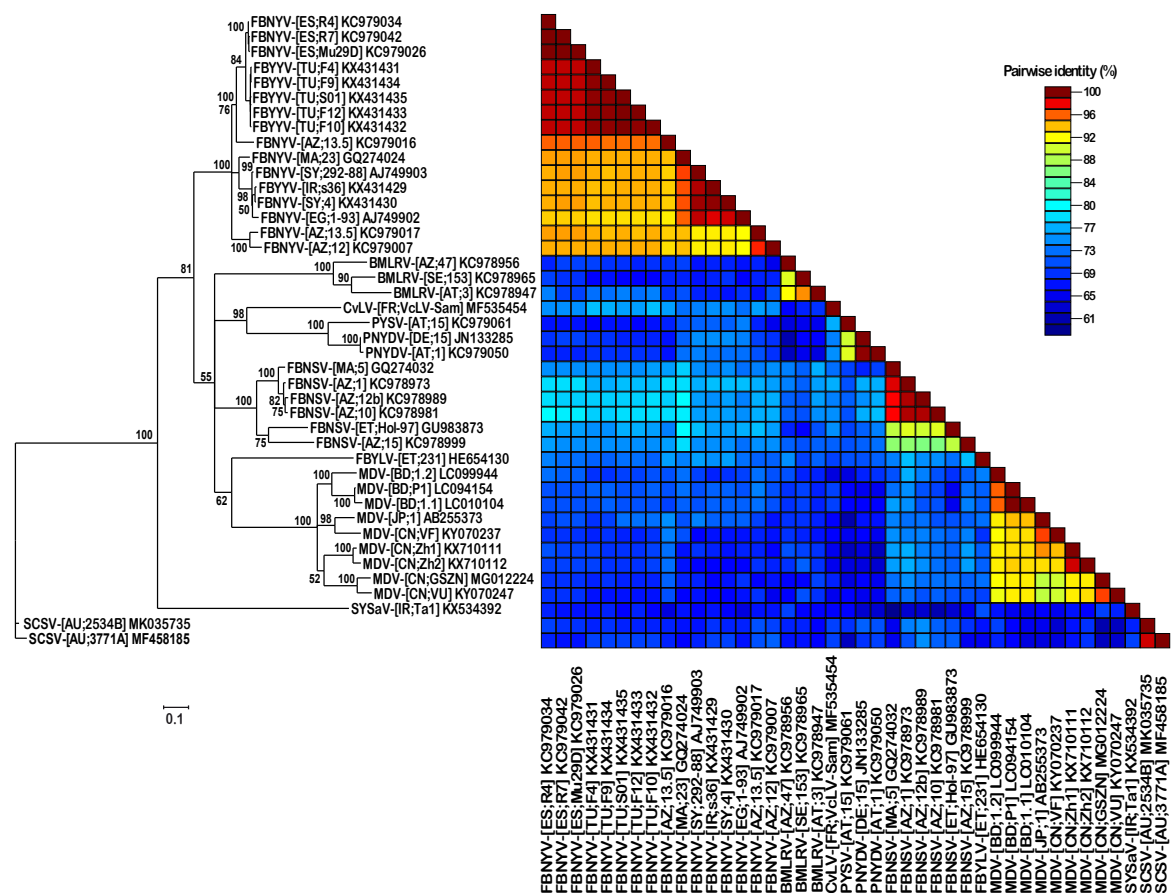 FBNYV-[ES;R4] KC979034
FBNYV-[ES;R7] KC979042
FBNYV-[ES;Mu29D] KC979026
FBYYV-[TU;F4] KX431431
FBYYV-[TU;F9] KX431434
FBYYV-[TU;S01] KX431435
FBYYV-[TU;F12] KX431433
FBYYV-[TU;F10] KX431432
FBNYV-[AZ;13.5] KC979016
FBNYV-[MA;23] GQ274024
FBNYV-[SY;292-88] AJ749903
FBYYV-[IR;s36] KX431429
FBNYV-[SY;4] KX431430
FBNYV-[EG;1-93] AJ749902
FBNYV-[AZ;13.5] KC979017
FBNYV-[AZ;12] KC979007
BMLRV-[AZ;47] KC978956
BMLRV-[SE;153] KC978965
BMLRV-[AT;3] KC978947
CvLV-[FR;VcLV-Sam] MF535454
PYSV-[AT;15] KC979061
PNYDV-[DE;15] JN133285
PNYDV-[AT;1] KC979050
FBNSV-[MA;5] GQ274032
FBNSV-[AZ;1] KC978973
FBNSV-[AZ;12b] KC978989
FBNSV-[AZ;10] KC978981
FBNSV-[ET;Hol-97] GU983873
FBNSV-[AZ;15] KC978999
FBYLV-[ET;231] HE654130
MDV-[BD;1.2] LC099944
MDV-[BD;P1] LC094154
MDV-[BD;1.1] LC010104
MDV-[JP;1] AB255373
MDV-[CN;VF] KY070237
MDV-[CN;Zh1] KX710111
MDV-[CN;Zh2] KX710112
MDV-[CN;GSZN] MG012224
MDV-[CN;VU] KY070247
SYSaV-[IR;Ta1] KX534392
SCSV-[AU;2534B] MK035735
SCSV-[AU;3771A] MF458185
100
84
100
76
100
99
98
50
100
81
100
90
98
100
55
100
82
75
75
100
62
100
100
98
100
52
100
100
0.1
Pairwise identity (%)
100
96
92
88
84
80
77
73
69
65
61
FBNYV-[ES;R4] KC979034
FBNYV-[ES;R7] KC979042
FBNYV-[ES;Mu29D] KC979026
FBNYV-[TU;F4] KX431431
FBNYV-[TU;F9] KX431434
FBNYV-[TU;S01] KX431435
FBNYV-[TU;F12] KX431433
FBNYV-[TU;F10] KX431432
FBNYV-[AZ;13.5] KC979016
FBNYV-[MA;23] GQ274024
FBNYV-[SY;292-88] AJ749903
FBNYV-[IR;s36] KX431429
FBNYV-[SY;4] KX431430
FBNYV-[EG;1-93] AJ749902
FBNYV-[AZ;13.5] KC979017
FBNYV-[AZ;12] KC979007
BMLRV-[AZ;47] KC978956
BMLRV-[SE;153] KC978965
BMLRV-[AT;3] KC978947
CvLV-[FR;VcLV-Sam] MF535454
PYSV-[AT;15] KC979061
PNYDV-[DE;15] JN133285
PNYDV-[AT;1] KC979050
FBNSV-[MA;5] GQ274032
FBNSV-[AZ;1] KC978973
FBNSV-[AZ;12b] KC978989
FBNSV-[AZ;10] KC978981
FBNSV-[ET;Hol-97] GU983873
FBNSV-[AZ;15] KC978999
FBYLV-[ET;231] HE654130
MDV-[BD;1.2] LC099944
MDV-[BD;P1] LC094154
MDV-[BD;1.1] LC010104
MDV-[JP;1] AB255373
MDV-[CN;VF] KY070237
MDV-[CN;Zh1] KX710111
MDV-[CN;Zh2] KX710112
MDV-[CN;GSZN] MG012224
MDV-[CN;VU] KY070247
SYSaV-[IR;Ta1] KX534392
SCSV-[AU;2534B] MK035735
SCSV-[AU;3771A] MF458185